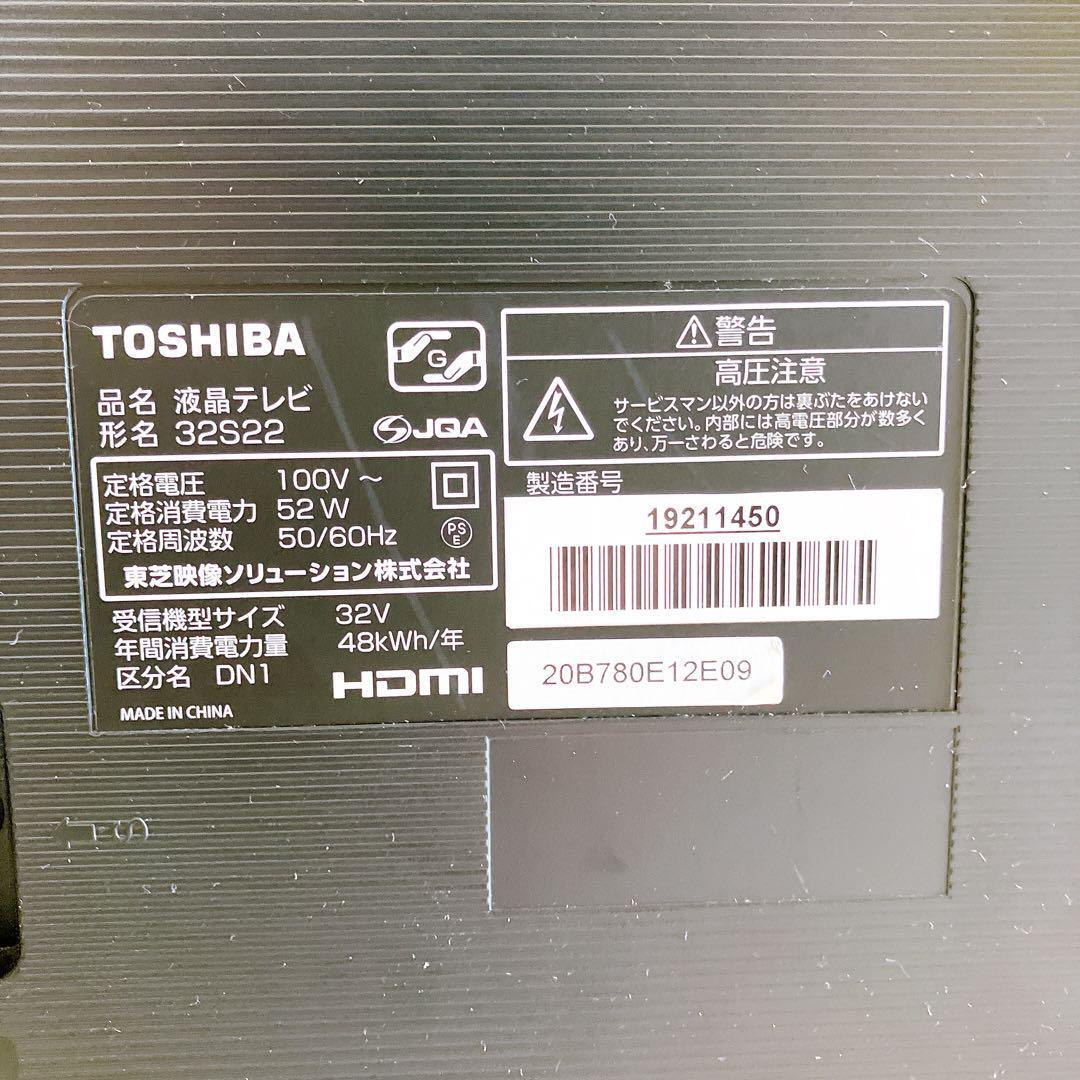 TOSHIBA
G
品名 液晶テレビ
形名 32S22
JQA
定格電圧 100V ～
定格消費電力 52 W
定格周波数 50/60Hz
PS
E
東芝映像ソリューション株式会社
受信機型サイズ 32V
年間消費電力量 48kWh/年
区分名 DN1
HDMI
MADE IN CHINA
警告
高圧注意
サービスマン以外の方は裏ぶたをあけない
でください。内部には高電圧部分が数多く
あり、万一さわると危険です。
製造番号
19211450
20B780E12E09